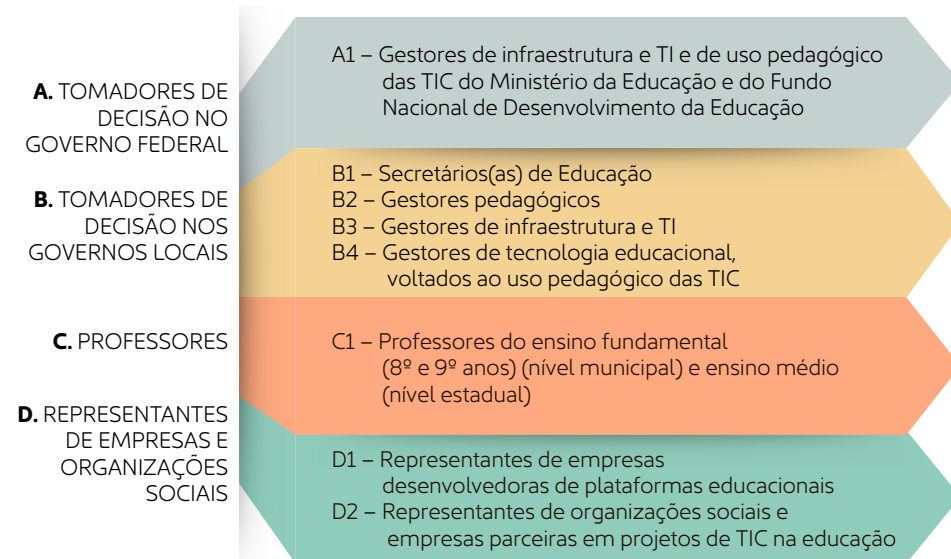 A. TOMADORES DE
DECISÃO NO
GOVERNO FEDERAL
A1 – Gestores de infraestrutura e TI e de uso pedagógico
das TIC do Ministério da Educação e do Fundo
Nacional de Desenvolvimento da Educação
B. TOMADORES DE
DECISÃO NOS
GOVERNOS LOCAIS
B1 – Secretários(as) de Educação
B2 – Gestores pedagógicos
B3 – Gestores de infraestrutura e TI
B4 – Gestores de tecnologia educacional,
voltados ao uso pedagógico das TIC
C. PROFESSORES
C1 – Professores do ensino fundamental
(8º e 9º anos) (nível municipal) e ensino médio
(nível estadual)
D. REPRESENTANTES
DE EMPRESAS E
ORGANIZAÇÕES
SOCIAIS
D1 – Representantes de empresas
desenvolvedoras de plataformas educacionais
D2 – Representantes de organizações sociais e
empresas parceiras em projetos de TIC na educação